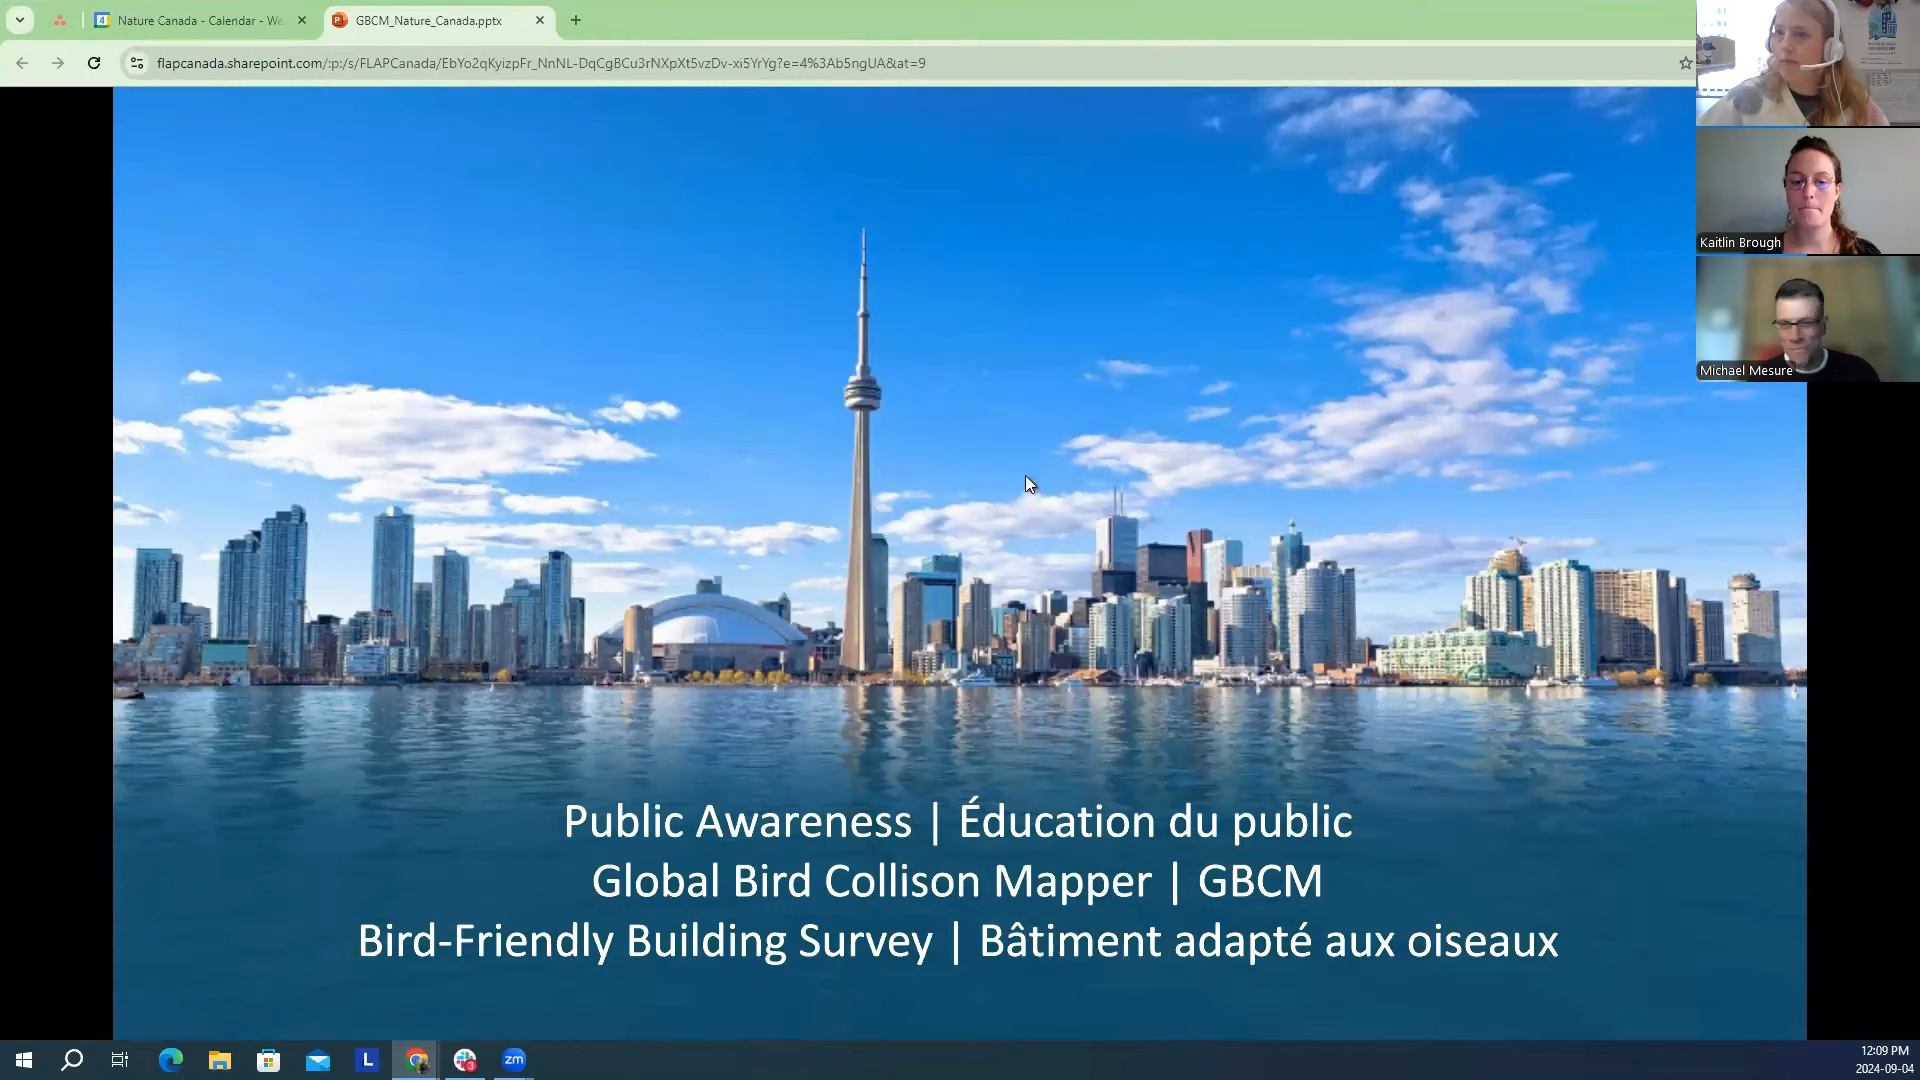 Nature Canada - Calendar - We
GBCM_Nature_Canada.pptx
flapcanada.sharepoint.com/:p:/s/FLAPCanada/EbYo2qKyizpFr_NnNL-DqCgBCu3rNXpXt5vzDv-xi5YrYg?e=4%3Ab5ngUA&at=9
Kaitlin Brough
Michael Mesure
Public Awareness | Éducation du public
Global Bird Collison Mapper | GBCM
Bird-Friendly Building Survey | Bâtiment adapté aux oiseaux
L
3
zm
12:09 PM
2024-09-04